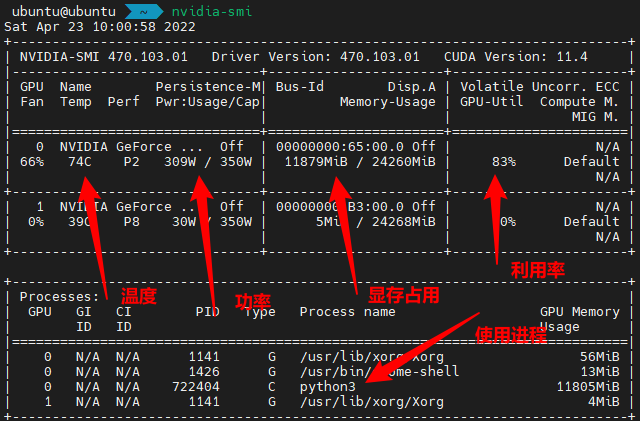 ubuntu@ubuntu ~ nvidia-smi
Sat Apr 23 10:00:58 2022
NVIDIA-SMI 470.103.01 Driver Version: 470.103.01 CUDA Version: 11.4
GPU Name Persistence-M| Bus-Id Disp.A | Volatile Uncorr. ECC
Fan Temp Perf Pwr:Usage/Cap| Memory-Usage | GPU-Util Compute M.
MIG M.
0 NVIDIA GeForce ... Off | 00000000:65:00.0 Off | N/A
66% 74C P2 309W / 350W | 11879MiB / 24260MiB | 83% Default
N/A
1 NVIDIA GeForce ... Off | 00000000:B3:00.0 Off | N/A
0% 39C P8 30W / 350W | 5MiB / 24268MiB | 0% Default
N/A
温度
功率
显存占用
利用率
Processes:
GPU GI CI PID Type Process name GPU Memory
ID ID Usage
使用进程
0 N/A N/A 1141 G /usr/lib/xorg/Xorg 56MiB
0 N/A N/A 1426 G /usr/bin/gnome-shell 13MiB
0 N/A N/A 722404 C python3 11805MiB
1 N/A N/A 1141 G /usr/lib/xorg/Xorg 4MiB